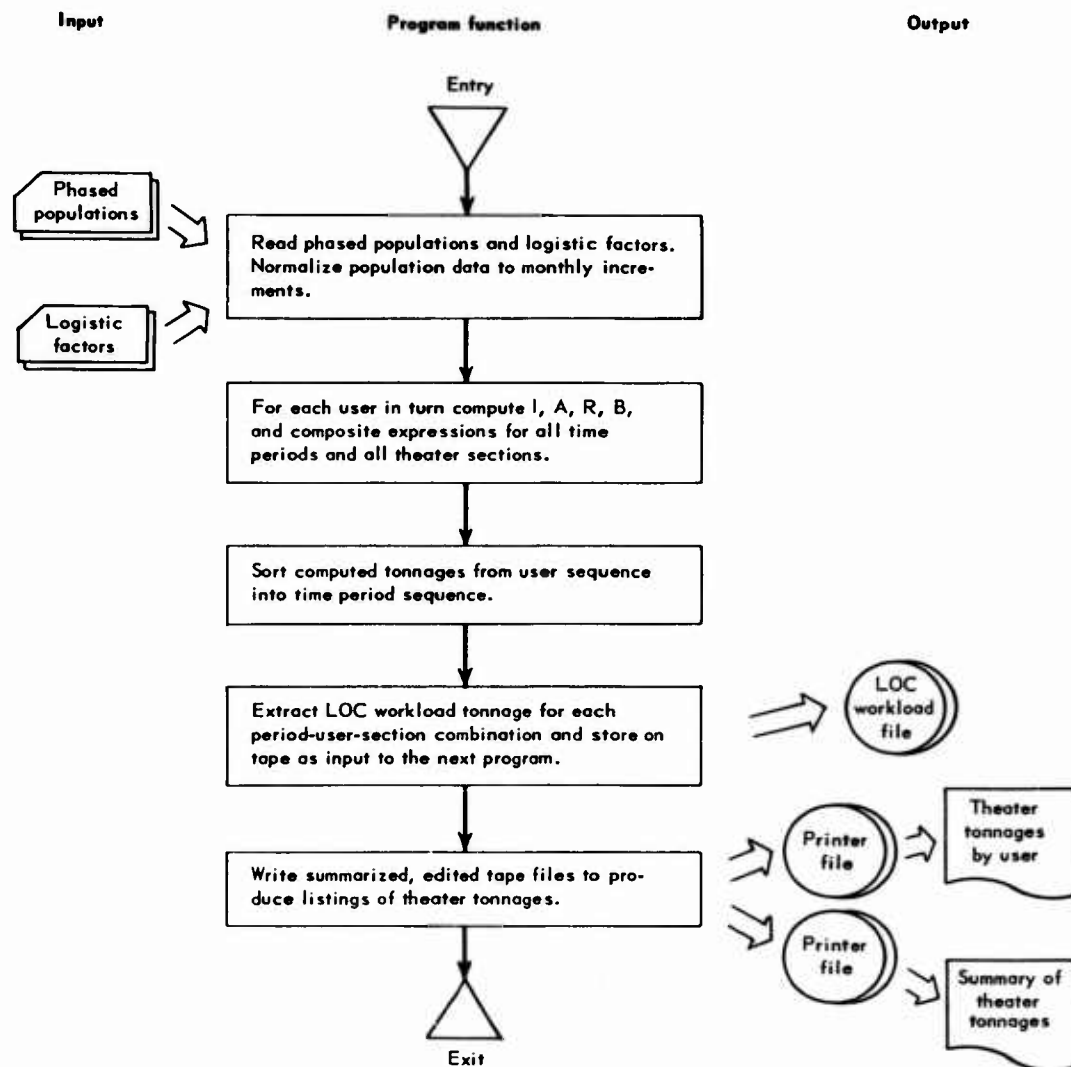 Input
Program function
Output
Entry
Phased
populations
Read phased populations and logistic factors.
Normalize population data to monthly incre-
ments.
Logistic
factors
For each user in turn compute I, A, R, B,
and composite expressions for all time
periods and all theater sections.
Sort computed tonnages from user sequence
into time period sequence.
Extract LOC workload tonnage for each
period-user-section combination and store on
tape as input to the next program.
LOC
workload
file
Write summarized, edited tape files to pro-
duce listings of theater tonnages.
Printer
file
Theater
tonnages
by user
Printer
file
Summary of
theater
tonnages
Exit